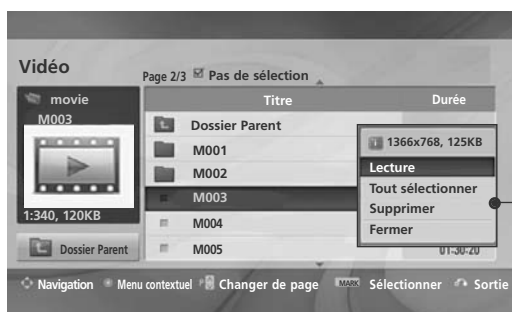 Vidéo
Page 2/3 Pas de sélection
movie
M003
1:340, 120KB
Dossier Parent
Titre
Durée
Dossier Parent
M001
M002
M003
M004
M005
01:30:20
1366x768, 125KB
Lecture
Tout sélectionner
Supprimer
Fermer
Navigation
Menu contextuel
Changer de page
MARK Sélectionner
Sortie